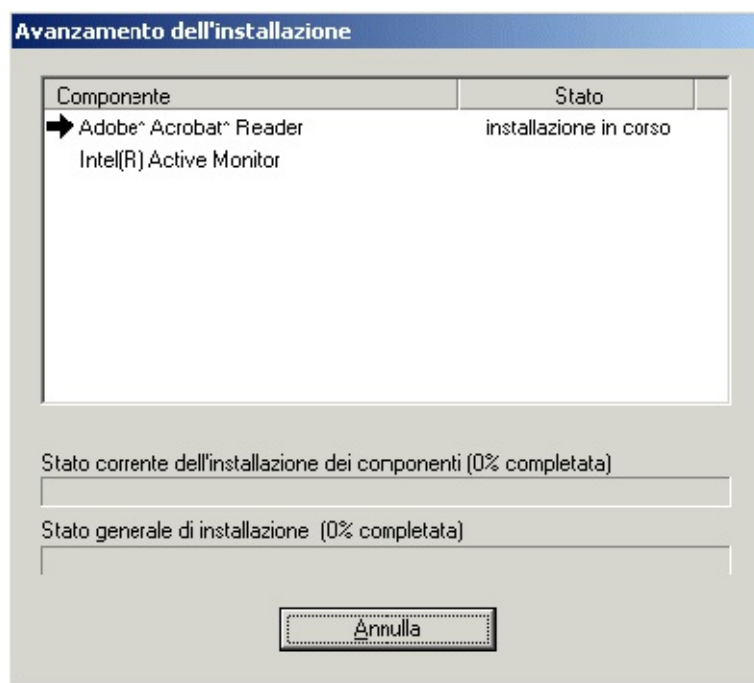 Avanzamento dell'installazione
Componente Stato
Adobe* Acrobat* Reader installazione in corso
Intel(R) Active Monitor
Stato corrente dell'installazione dei componenti (0% completata)
Stato generale di installazione (0% completata)
Annulla